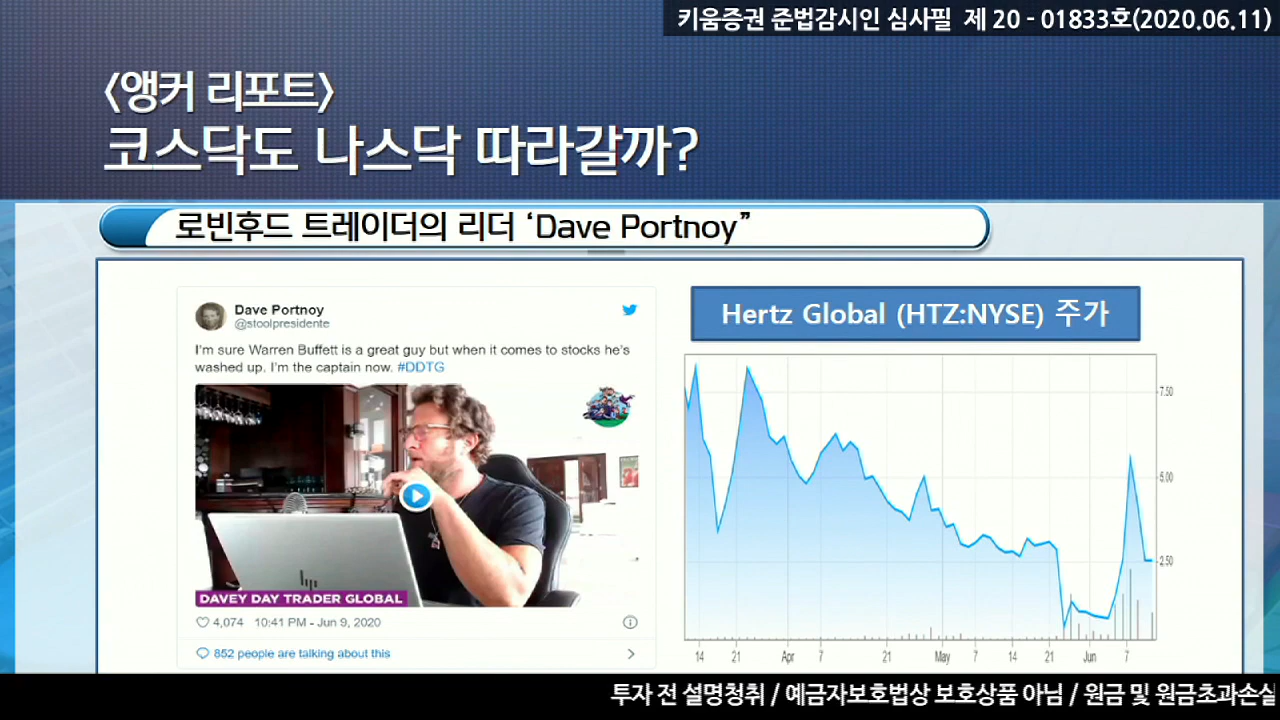 키움증권 준법감시인 심사필 제 20 - 01833호(2020.06.11)
〈앵커 리포트〉
코스닥도 나스닥 따라갈까?
로빈후드 트레이더의 리더 ‘Dave Portnoy”
Dave Portnoy
@stoolpresidente
I'm sure Warren Buffett is a great guy but when it comes to stocks he's
washed up. I'm the captain now. #DDTG
hp
DAVEY DAY TRADER GLOBAL
4,074 10:41 PM - Jun 9, 2020
852 people are talking about this
Hertz Global (HTZ:NYSE) 주가
7.50
5.00
2.50
14 21 Apr 7 21 May 7 14 21 Jun 7
투자 전 설명청취 / 예금자보호법상 보호상품 아님 / 원금 및 원금초과손실